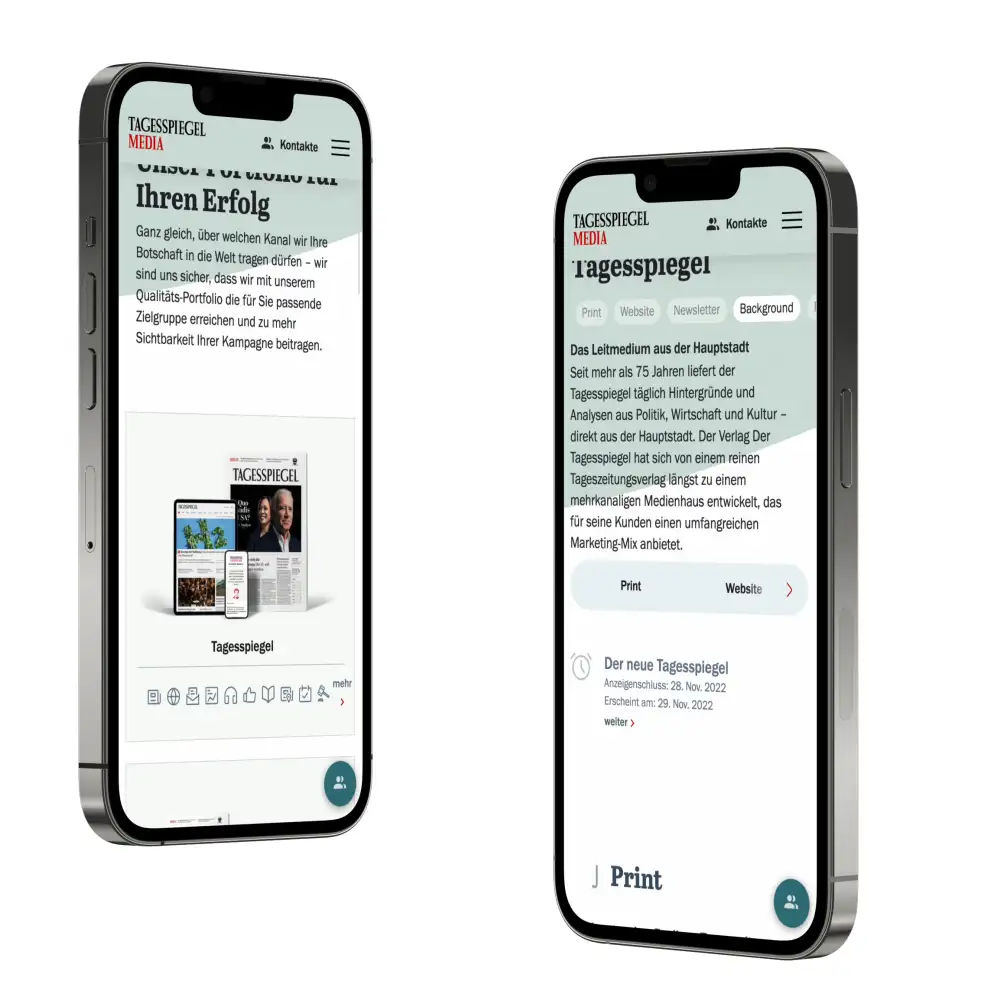 TAGESSPIEGEL
MEDIA
Kontakte
Unser Portfolio für
Ihren Erfolg
Ganz gleich, über welchen Kanal wir Ihre
Botschaft in die Welt tragen dürfen – wir
sind uns sicher, dass wir mit unserem
Qualitäts-Portfolio die für Sie passende
Zielgruppe erreichen und zu mehr
Sichtbarkeit Ihrer Kampagne beitragen.
TAGESSPIEGEL
Quo
Tagesspiegel
mehr
TAGESSPIEGEL
MEDIA
Kontakte
Tagesspiegel
Print
Website
Newsletter
Background
Das Leitmedium aus der Hauptstadt
Seit mehr als 75 Jahren liefert der
Tagesspiegel täglich Hintergründe und
Analysen aus Politik, Wirtschaft und Kultur –
direkt aus der Hauptstadt. Der Verlag Der
Tagesspiegel hat sich von einem reinen
Tageszeitungsverlag längst zu einem
mehrkanaligen Medienhaus entwickelt, das
für seine Kunden einen umfangreichen
Marketing-Mix anbietet.
Print
Website
Der neue Tagesspiegel
Anzeigenschluss: 28. Nov. 2022
Erscheint am: 29. Nov. 2022
weiter
Print